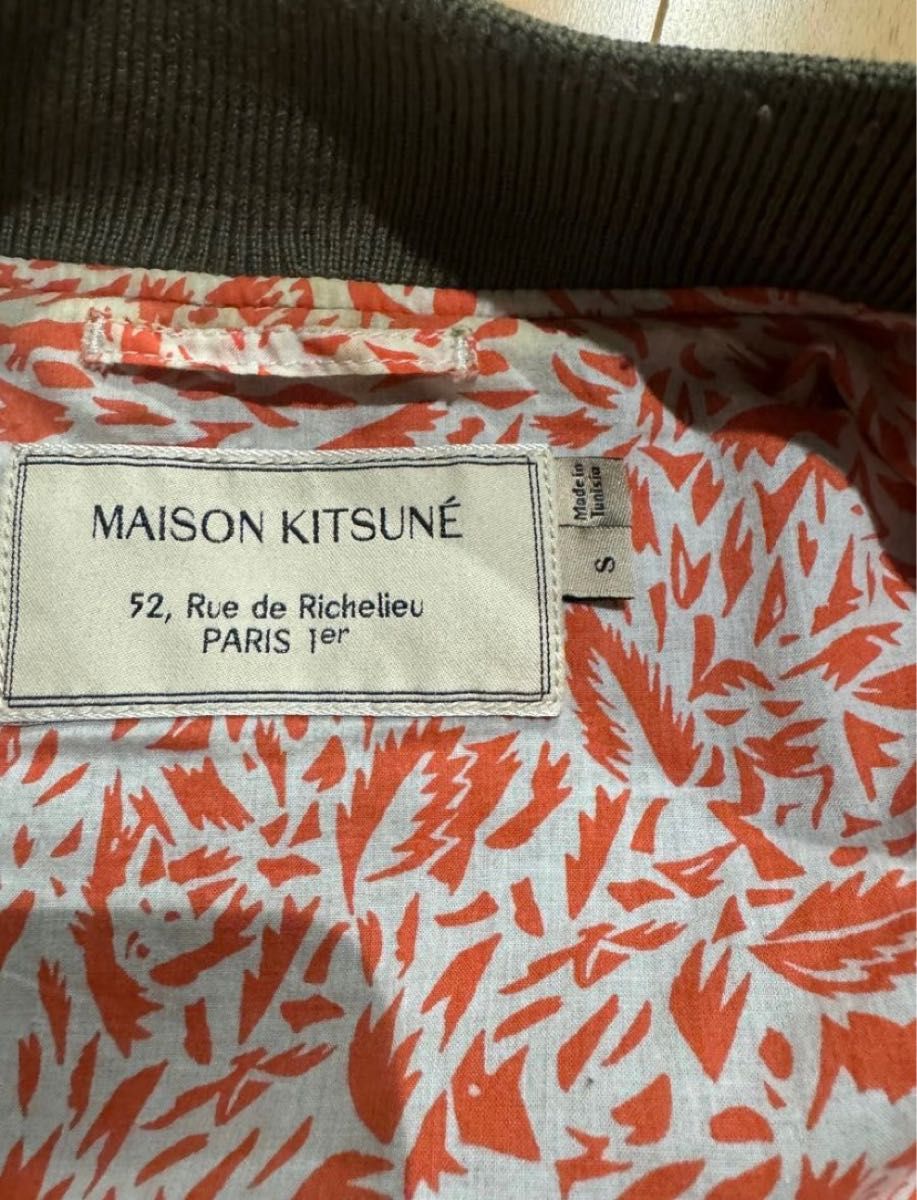 MAISON KITSUNÉ
52, Rue de Richelieu
PARIS 1er
Made in
Tunisia
S